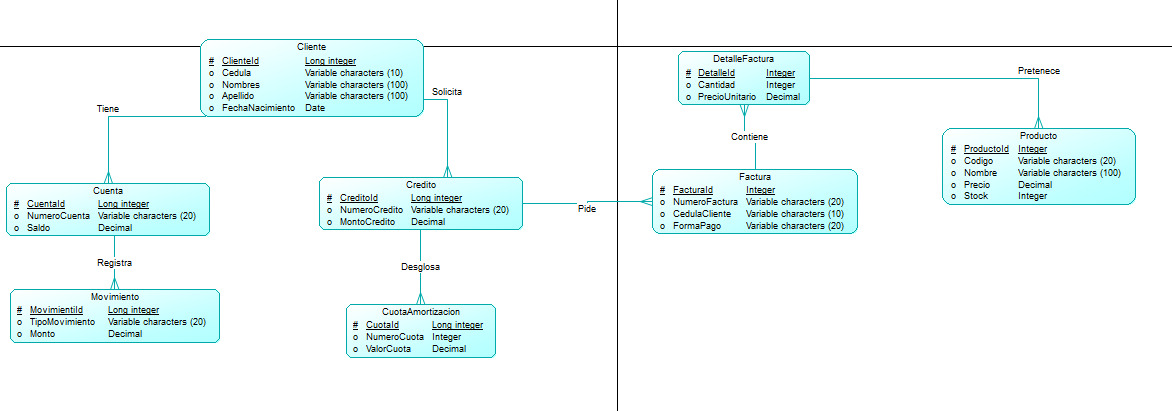 Cliente
# ClienteId Long integer
o Cedula Variable characters (10)
o Nombres Variable characters (100)
o Apellido Variable characters (100)
o FechaNacimiento Date
Tiene
Solicita
Cuenta
# CuentaId Long integer
o NumeroCuenta Variable characters (20)
o Saldo Decimal
Registra
Movimiento
# MovimientiId Long integer
o TipoMovimiento Variable characters (20)
o Monto Decimal
Credito
# CreditoId Long integer
o NumeroCredito Variable characters (20)
o MontoCredito Decimal
Desglosa
CuotaAmortizacion
# CuotaId Long integer
o NumeroCuota Integer
o ValorCuota Decimal
Pide
DetalleFactura
# DetalleId Integer
o Cantidad Integer
o PrecioUnitario Decimal
Contiene
Factura
# FacturaId Integer
o NumeroFactura Variable characters (20)
o CedulaCliente Variable characters (10)
o FormaPago Variable characters (20)
Pretenece
Producto
# ProductoId Integer
o Codigo Variable characters (20)
o Nombre Variable characters (100)
o Precio Decimal
o Stock Integer